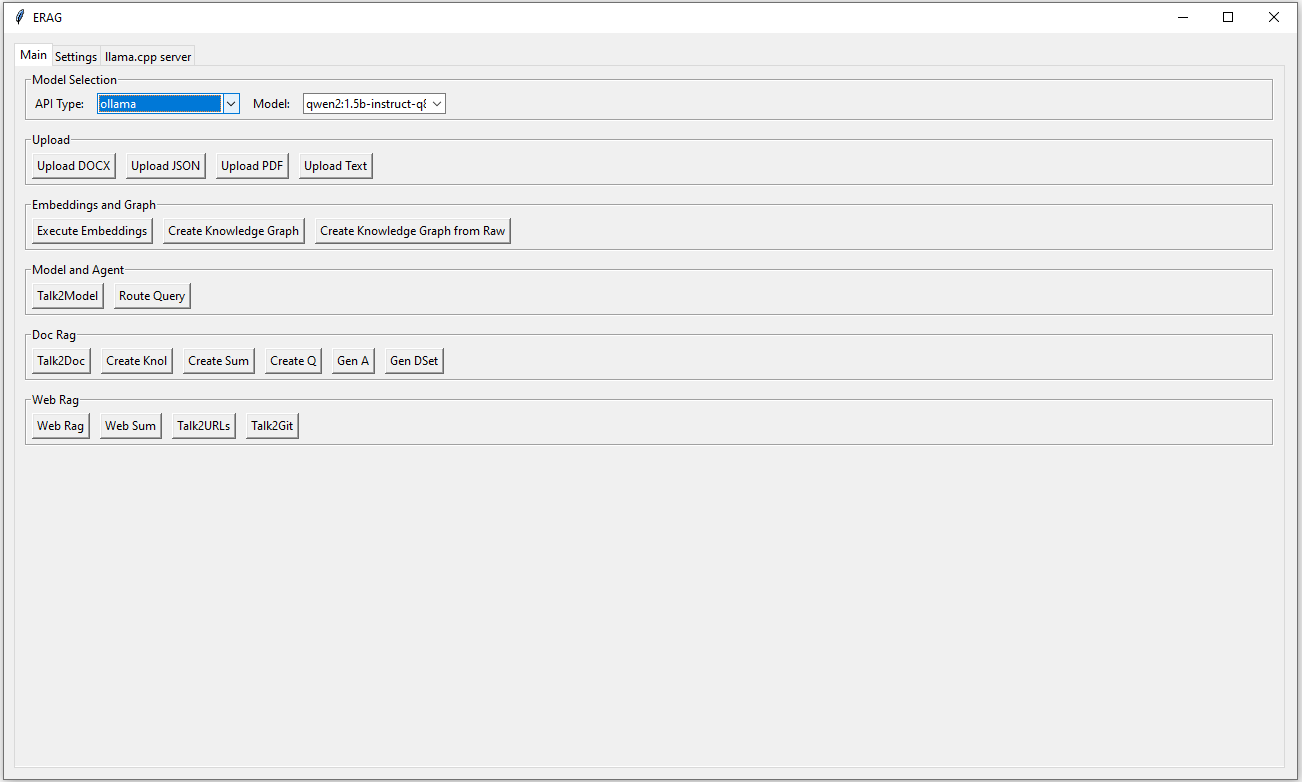 ERAG
Main Settings llama.cpp server
Model Selection
API Type: ollama Model: qwen2:1.5b-instruct-q8
Upload
Upload DOCX Upload JSON Upload PDF Upload Text
Embeddings and Graph
Execute Embeddings Create Knowledge Graph Create Knowledge Graph from Raw
Model and Agent
Talk2Model Route Query
Doc Rag
Talk2Doc Create Knol Create Sum Create Q Gen A Gen DSet
Web Rag
Web Rag Web Sum Talk2URLs Talk2Git